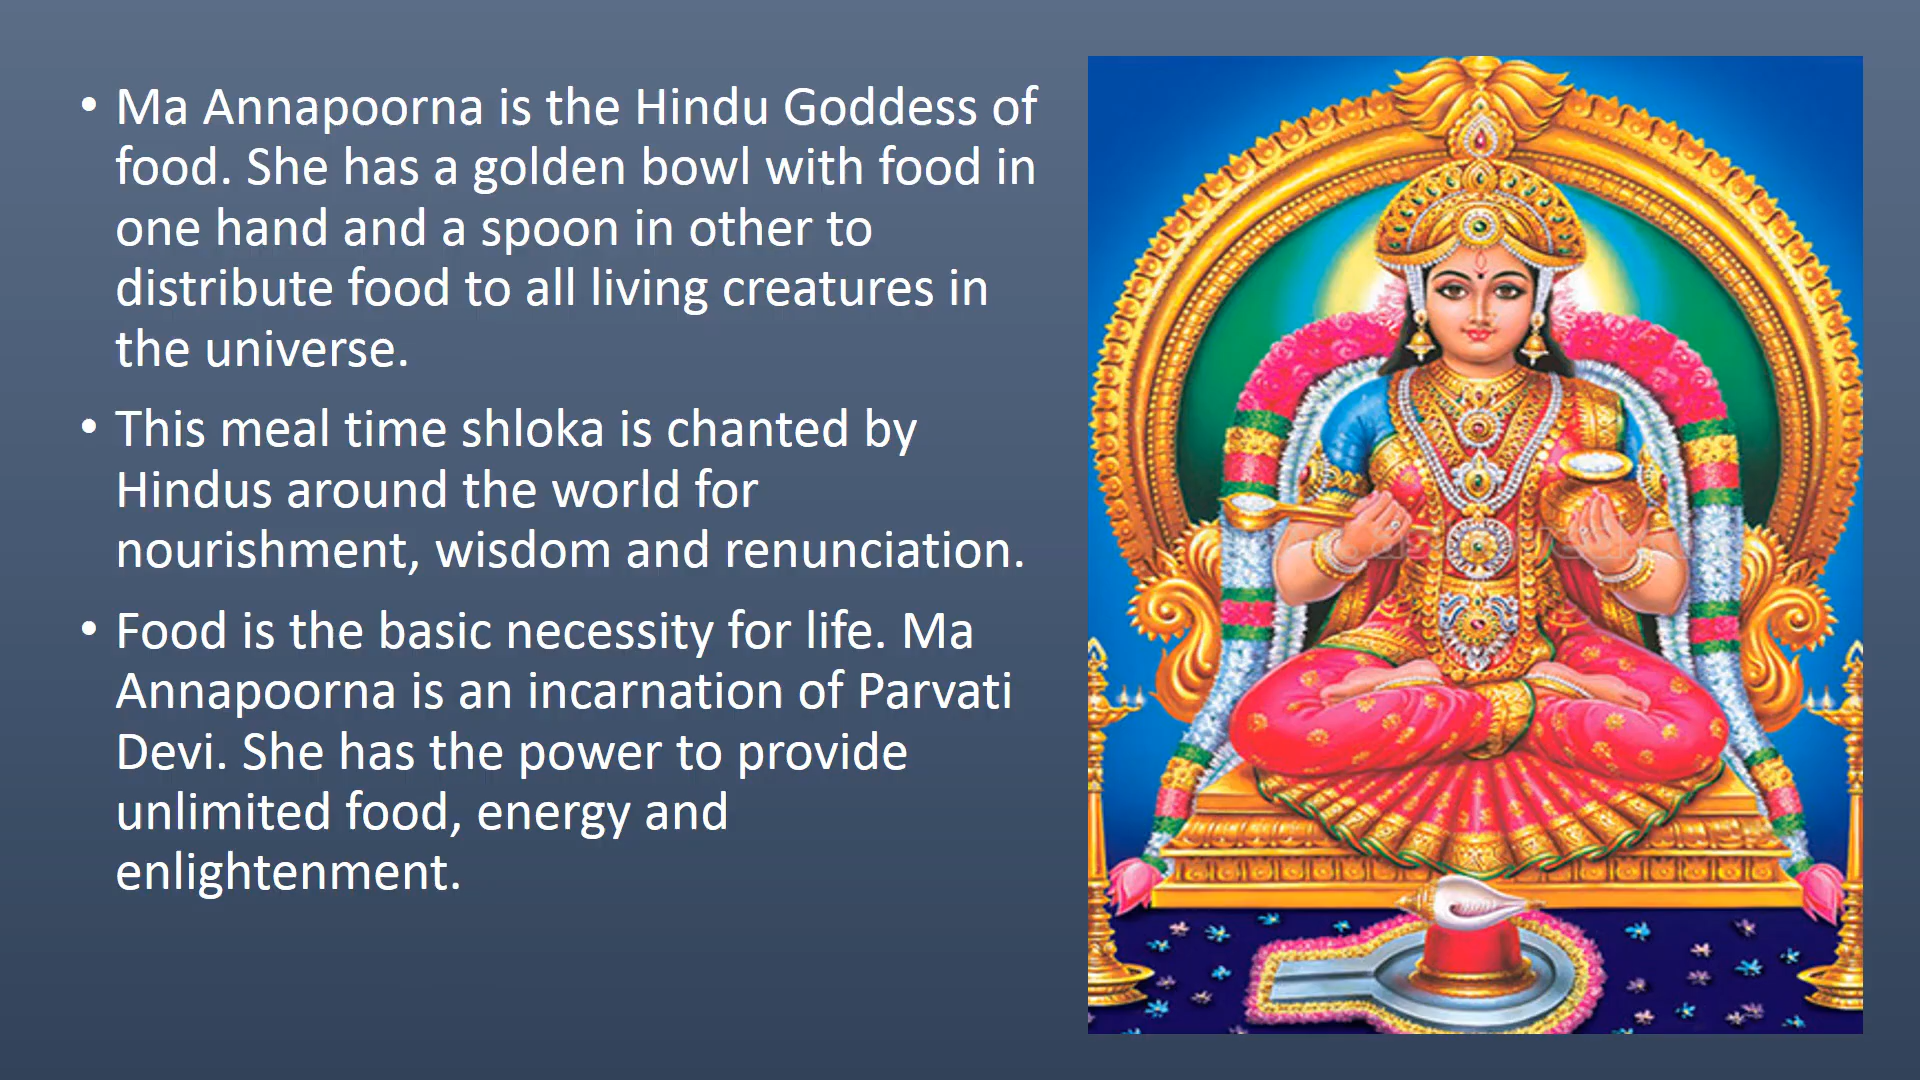 • Ma Annapoorna is the Hindu Goddess of
food. She has a golden bowl with food in
one hand and a spoon in other to
distribute food to all living creatures in
the universe.
• This meal time shloka is chanted by
Hindus around the world for
nourishment, wisdom and renunciation.
• Food is the basic necessity for life. Ma
Annapoorna is an incarnation of Parvati
Devi. She has the power to provide
unlimited food, energy and
enlightenment.